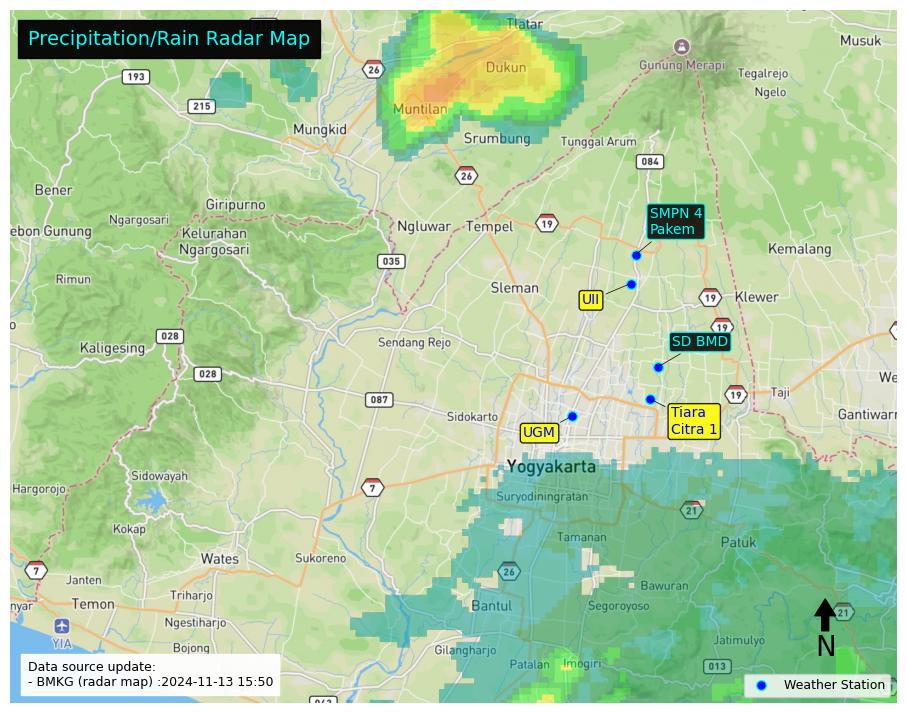 Precipitation/Rain Radar Map
Tlatar
Musuk
26
Dukun
Gunung Merapi
193
Tegalrejo
Ngelo
215
Muntilan
Mungkid
Srumbung
Tunggal Arum
084
26
Bener
Giripurno
SMPN 4
Pakem
Ngargosari
Ngluwar
Tempel
19
ebon Gunung
Kelurahan
Ngargosari
Kemalang
035
Rimun
Sleman
UII
19
Klewer
19
028
Sendang Rejo
SD BMD
Kaligesing
028
We
087
19
Taji
Sidokarto
Tiara
Citra 1
Gantiwarn
UGM
Yogyakarta
Sidowayah
Hargorojo
7
Suryodiningratan
21
Kokap
Tamanan
Patuk
Wates
Sukoreno
7
26
Janten
Bawuran
nyar
Temon
Triharjo
Bantul
Segoroyoso
21
Ngestiharjo
YIA
Bojong
Gilangharjo
Jatimulyo
N
Patalan
Imogiri
013
Data source update:
- BMKG (radar map) :2024-11-13 15:50
Weather Station